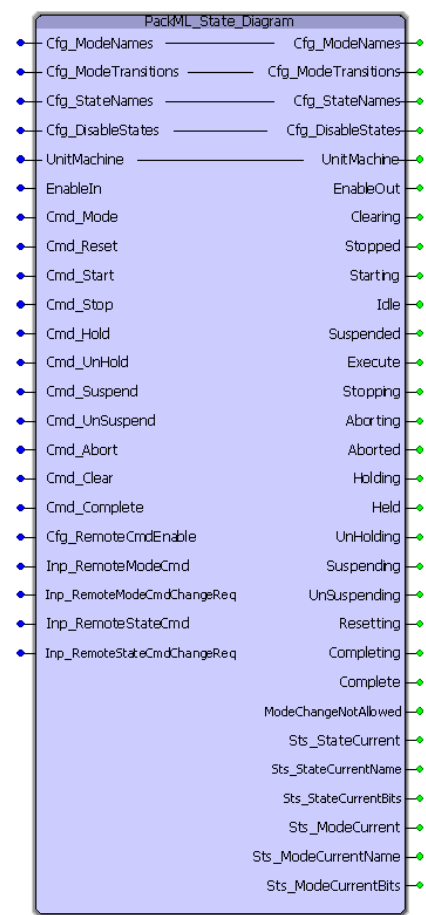 PackML_State_Diagram
Cfg_ModeNames Cfg_ModeNames
Cfg_ModeTransitions Cfg_ModeTransitions
Cfg_StateNames Cfg_StateNames
Cfg_DisableStates Cfg_DisableStates
UnitMachine UnitMachine
EnableIn EnableOut
Cmd_Mode Clearing
Cmd_Reset Stopped
Cmd_Start Starting
Cmd_Stop Idle
Cmd_Hold Suspended
Cmd_UnHold Execute
Cmd_Suspend Stopping
Cmd_UnSuspend Aborting
Cmd_Abort Aborted
Cmd_Clear Holding
Cmd_Complete Held
Cfg_RemoteCmdEnable UnHolding
Inp_RemoteModeCmd Suspending
Inp_RemoteModeCmdChangeReq UnSuspending
Inp_RemoteStateCmd Resetting
Inp_RemoteStateCmdChangeReq Completing
Complete
ModeChangeNotAllowed
Sts_StateCurrent
Sts_StateCurrentName
Sts_StateCurrentBits
Sts_ModeCurrent
Sts_ModeCurrentName
Sts_ModeCurrentBits